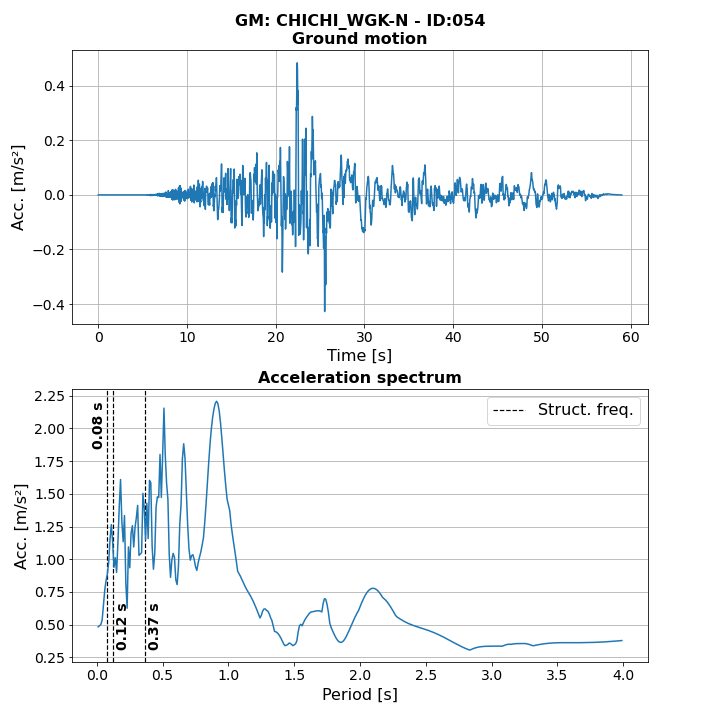 GM: CHICHI_WGK-N - ID:054
Ground motion
Acc. [m/s²]
0.4
0.2
0.0
−0.2
−0.4
0
10
20
30
40
50
60
Time [s]
Acceleration spectrum
Acc. [m/s²]
2.25
2.00
1.75
1.50
1.25
1.00
0.75
0.50
0.25
0.08 s
0.12 s
0.37 s
Struct. freq.
0.0
0.5
1.0
1.5
2.0
2.5
3.0
3.5
4.0
Period [s]